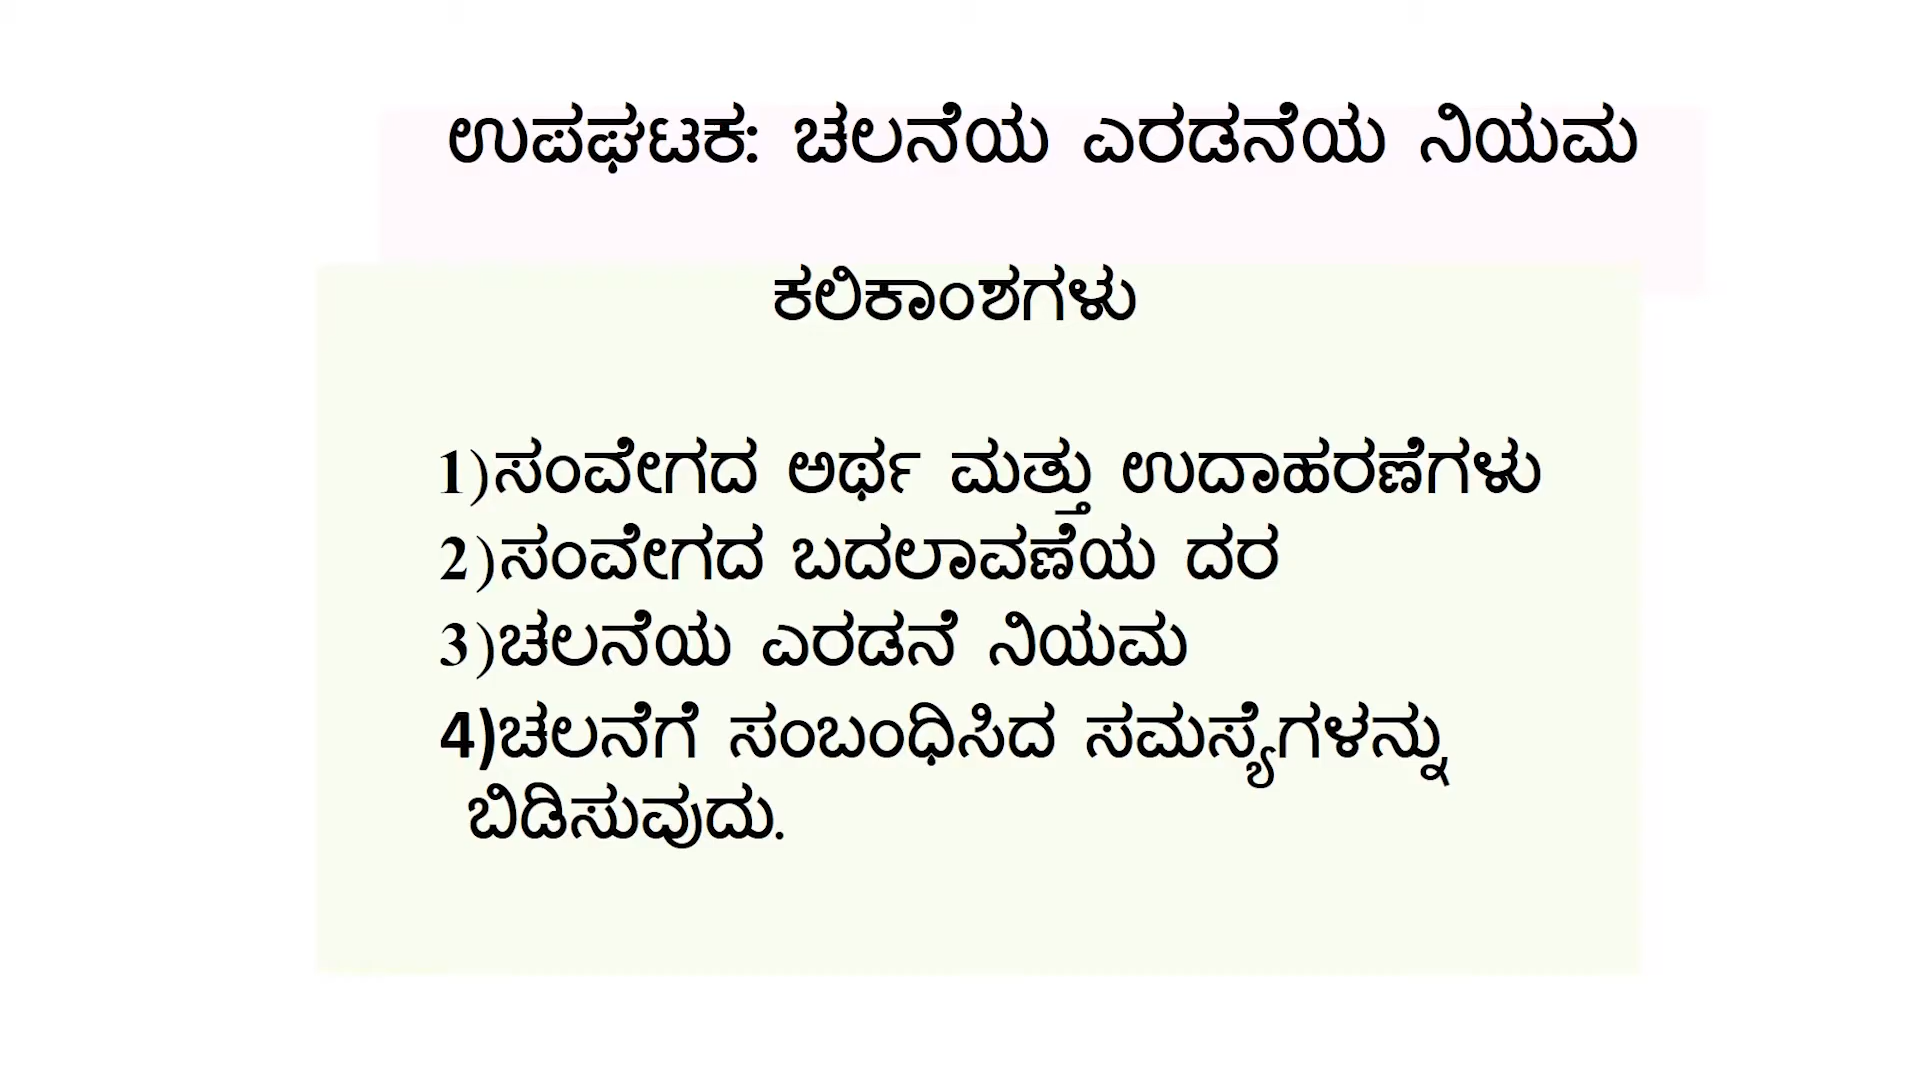 ಉಪಘಟಕ: ಚಲನೆಯ ಎರಡನೆಯ ನಿಯಮ
ಕಲಿಕಾಂಶಗಳು
1)ಸಂವೇಗದ ಅರ್ಥ ಮತ್ತು ಉದಾಹರಣೆಗಳು
2)ಸಂವೇಗದ ಬದಲಾವಣೆಯ ದರ
3)ಚಲನೆಯ ಎರಡನೆ ನಿಯಮ
4)ಚಲನೆಗೆ ಸಂಬಂಧಿಸಿದ ಸಮಸ್ಯೆಗಳನ್ನು
ಬಿಡಿಸುವುದು.